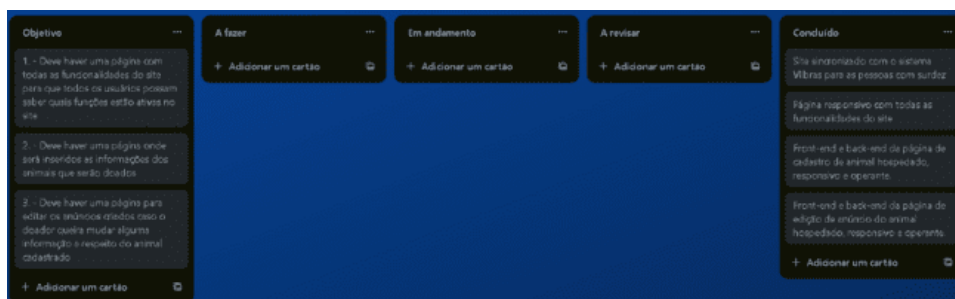 Objetivo
1. - Deve haver uma página com
todas as funcionalidades do site
para que todos os usuários possam
saber quais funções estão ativas no
site
2. - Deve haver uma página onde
será inseridos as informações dos
animais que serão doados
3. - Deve haver uma página para
editar os anúncios criados caso o
doador queira mudar alguma
informação a respeito do animal
cadastrado
+ Adicionar um cartão
A fazer
+ Adicionar um cartão
Em andamento
+ Adicionar um cartão
A revisar
+ Adicionar um cartão
Concluído
Site sincronizado com o sistema
Vlibras para as pessoas com surdez
Página responsivo com todas as
funcionalidades do site
Front-end e back-end da página de
cadastro de animal hospedado,
responsivo e operante.
Front-end e back-end da página de
edição de anúncio do animal
hospedado, responsivo e operante.
+ Adicionar um cartão